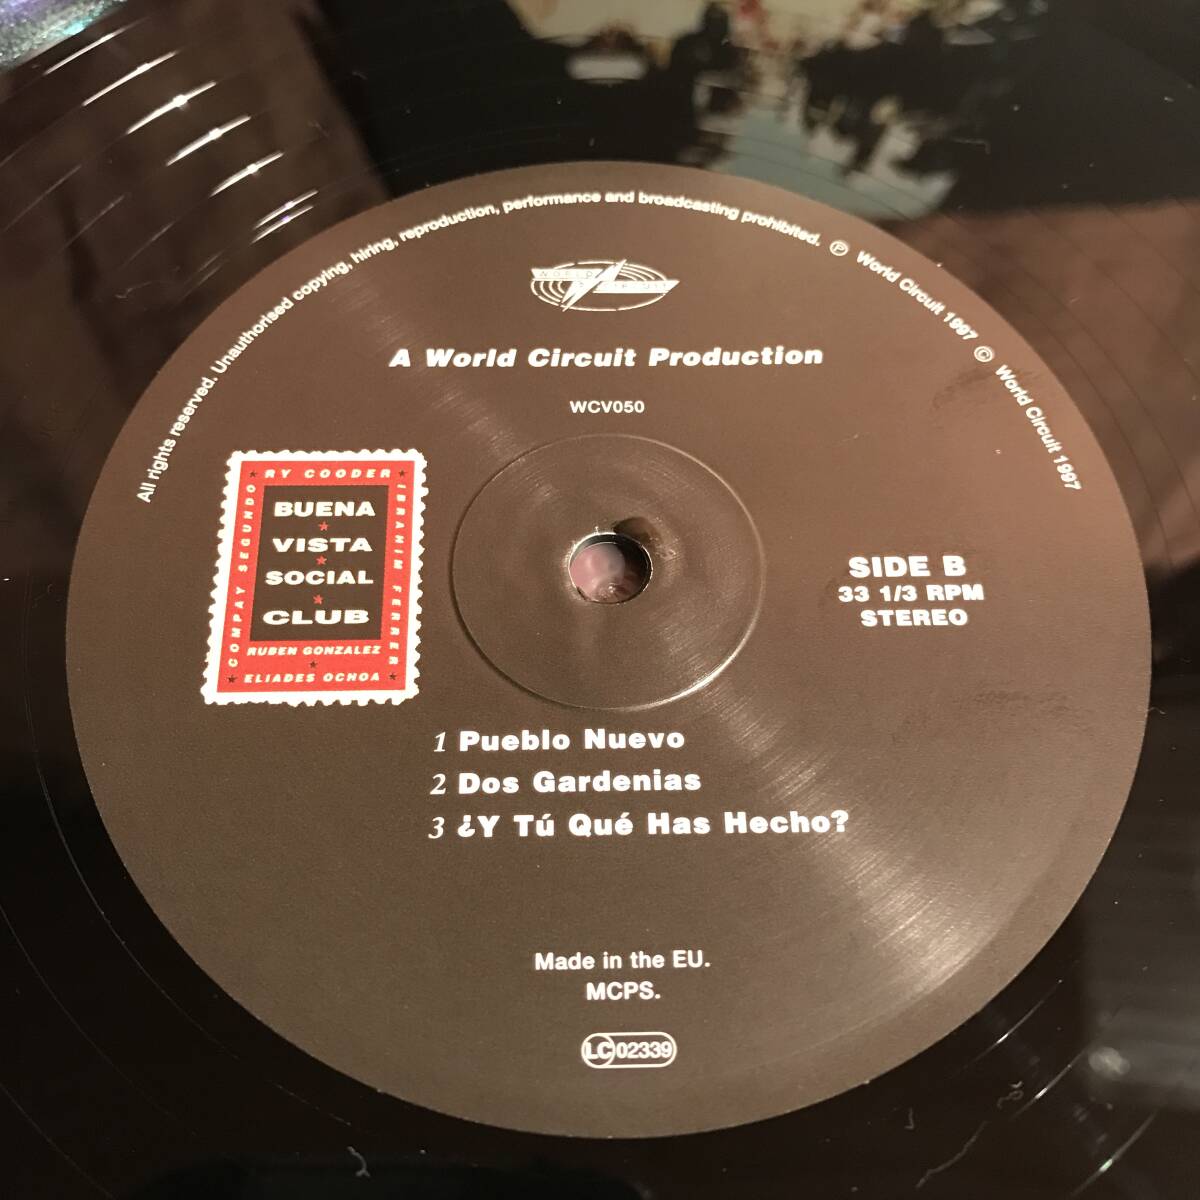 All rights reserved. Unauthorised copying, hiring, reproduction, performance and broadcasting prohibited. Ⓟ World Circuit 1997 © World Circuit 1997
WORLD CIRCUIT
A World Circuit Production
WCV050
RY COODER
COMPAY SEGUNDO
IBRAHIM FERRER
BUENA
VISTA
SOCIAL
CLUB
RUBEN GONZALEZ
ELIADES OCHOA
SIDE B
33 1/3 RPM
STEREO
1 Pueblo Nuevo
2 Dos Gardenias
3 ¿Y Tú Qué Has Hecho?
Made in the EU.
MCPS.
LC 02339